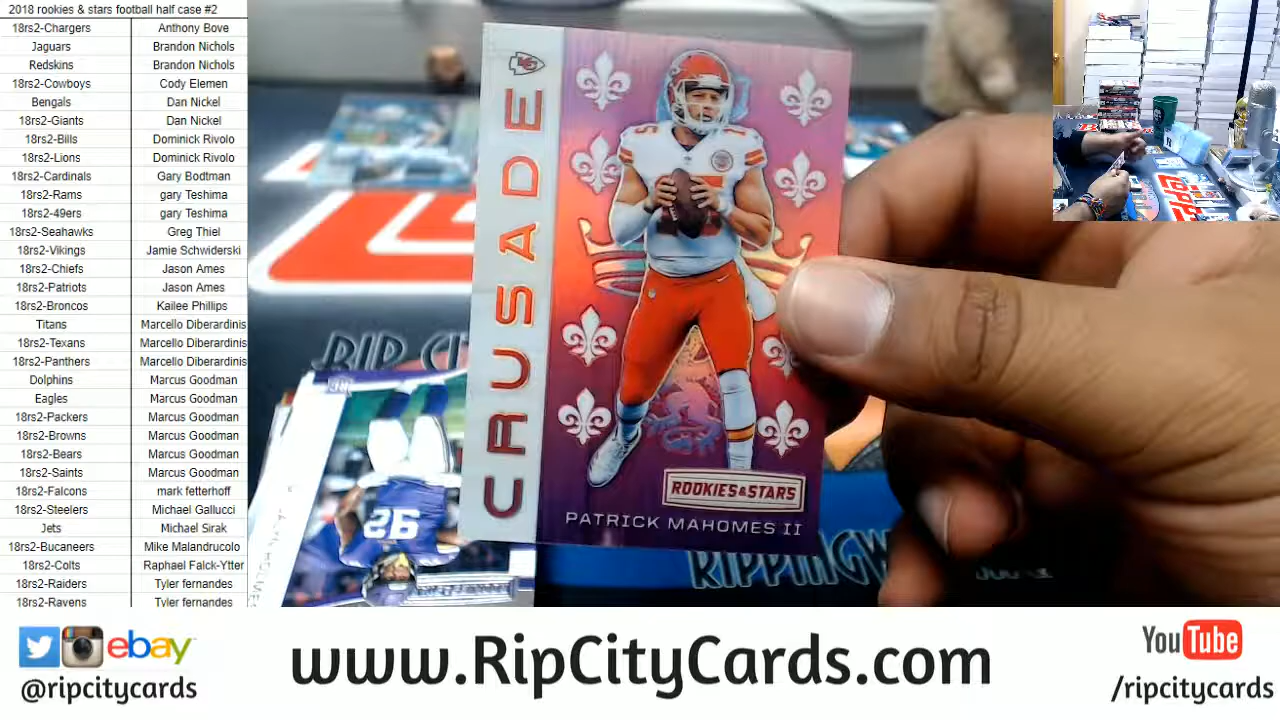 2018 rookies & stars football half case #2
18rs2-Chargers Anthony Bove
Jaguars Brandon Nichols
Redskins Brandon Nichols
18rs2-Cowboys Cody Elemen
Bengals Dan Nickel
18rs2-Giants Dan Nickel
18rs2-Bills Dominick Rivolo
18rs2-Lions Dominick Rivolo
18rs2-Cardinals Gary Bodtman
18rs2-Rams gary Teshima
18rs2-49ers gary Teshima
18rs2-Seahawks Greg Thiel
18rs2-Vikings Jamie Schwiderski
18rs2-Chiefs Jason Ames
18rs2-Patriots Jason Ames
18rs2-Broncos Kailee Phillips
Titans Marcello Diberardinis
18rs2-Texans Marcello Diberardinis
18rs2-Panthers Marcello Diberardinis
Dolphins Marcus Goodman
Eagles Marcus Goodman
18rs2-Packers Marcus Goodman
18rs2-Browns Marcus Goodman
18rs2-Bears Marcus Goodman
18rs2-Saints Marcus Goodman
18rs2-Falcons mark fetterhoff
18rs2-Steelers Michael Gallucci
Jets Michael Sirak
18rs2-Bucaneers Mike Malandrucolo
18rs2-Colts Raphael Falck-Ytter
18rs2-Raiders Tyler fernandes
18rs2-Ravens Tyler fernandes
CRUSADE
KC
15
ROOKIES & STARS
PATRICK MAHOMES II
RIP CI
26
RIPPINGW
ebay
@ripcitycards
www.RipCityCards.com
YouTube
/ripcitycards